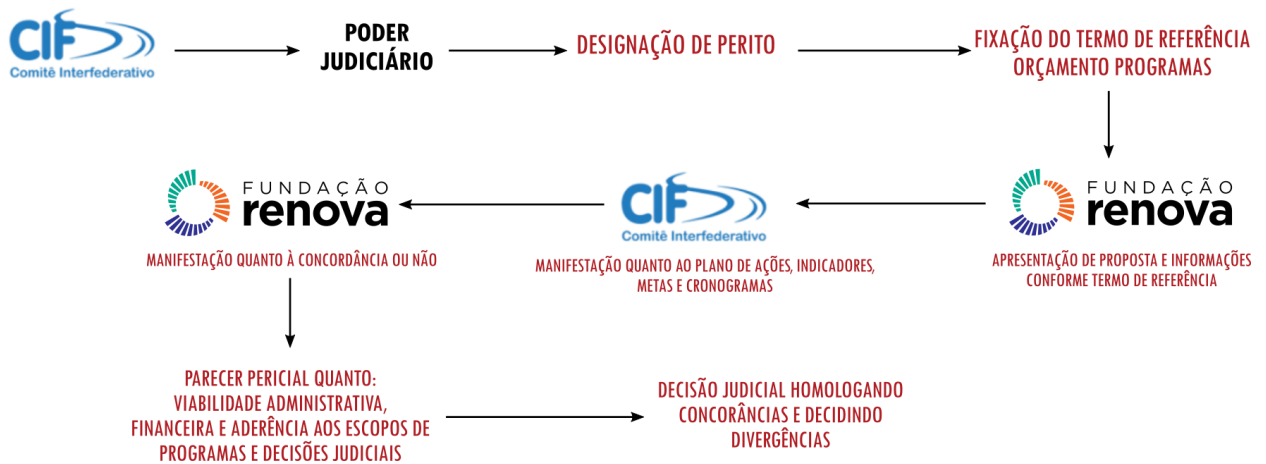 CIF
Comitê Interfederativo
PODER
JUDICIÁRIO
DESIGNAÇÃO DE PERITO
FIXAÇÃO DO TERMO DE REFERÊNCIA
ORÇAMENTO PROGRAMAS
FUNDAÇÃO
renova
MANIFESTAÇÃO QUANTO À CONCORDÂNCIA OU NÃO
CIF
Comitê Interfederativo
MANIFESTAÇÃO QUANTO AO PLANO DE AÇÕES, INDICADORES,
METAS E CRONOGRAMAS
FUNDAÇÃO
renova
APRESENTAÇÃO DE PROPOSTA E INFORMAÇÕES
CONFORME TERMO DE REFERÊNCIA
PARECER PERICIAL QUANTO:
VIABILIDADE ADMINISTRATIVA,
FINANCEIRA E ADERÊNCIA AOS ESCOPOS DE
PROGRAMAS E DECISÕES JUDICIAIS
DECISÃO JUDICIAL HOMOLOGANDO
CONCORÂNCIAS E DECIDINDO
DIVERGÊNCIAS